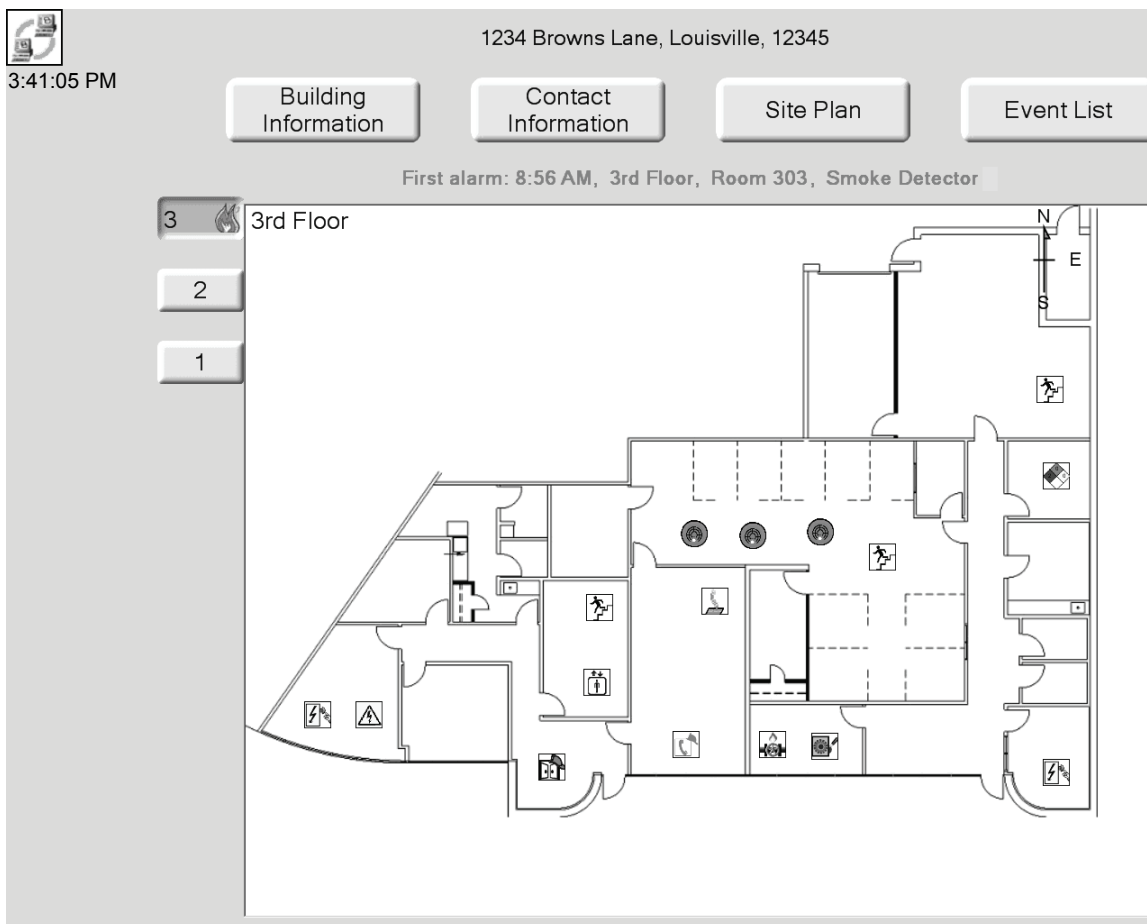 1234 Browns Lane, Louisville, 12345
3:41:05 PM
Building
Information
Contact
Information
Site Plan
Event List
First alarm: 8:56 AM, 3rd Floor, Room 303, Smoke Detector
3
3rd Floor
2
1
N
E
S